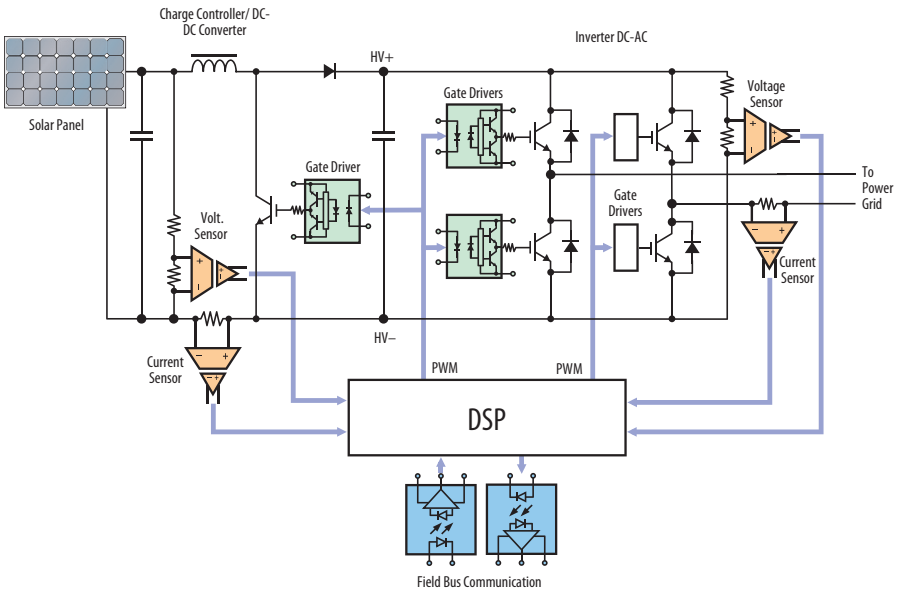 Charge Controller/ DC-
DC Converter
Solar Panel
HV+
Inverter DC-AC
Gate Drivers
Voltage
Sensor
Gate Driver
Volt.
Sensor
Gate
Drivers
To
Power
Grid
Current
Sensor
HV–
Current
Sensor
PWM
PWM
DSP
Field Bus Communication